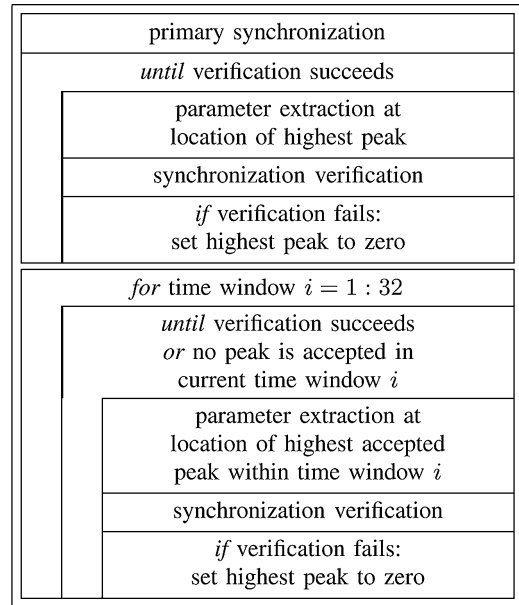 primary synchronization
until verification succeeds
parameter extraction at
location of highest peak
synchronization verification
if verification fails:
set highest peak to zero
for time window i = 1 : 32
until verification succeeds
or no peak is accepted in
current time window i
parameter extraction at
location of highest accepted
peak within time window i
synchronization verification
if verification fails:
set highest peak to zero